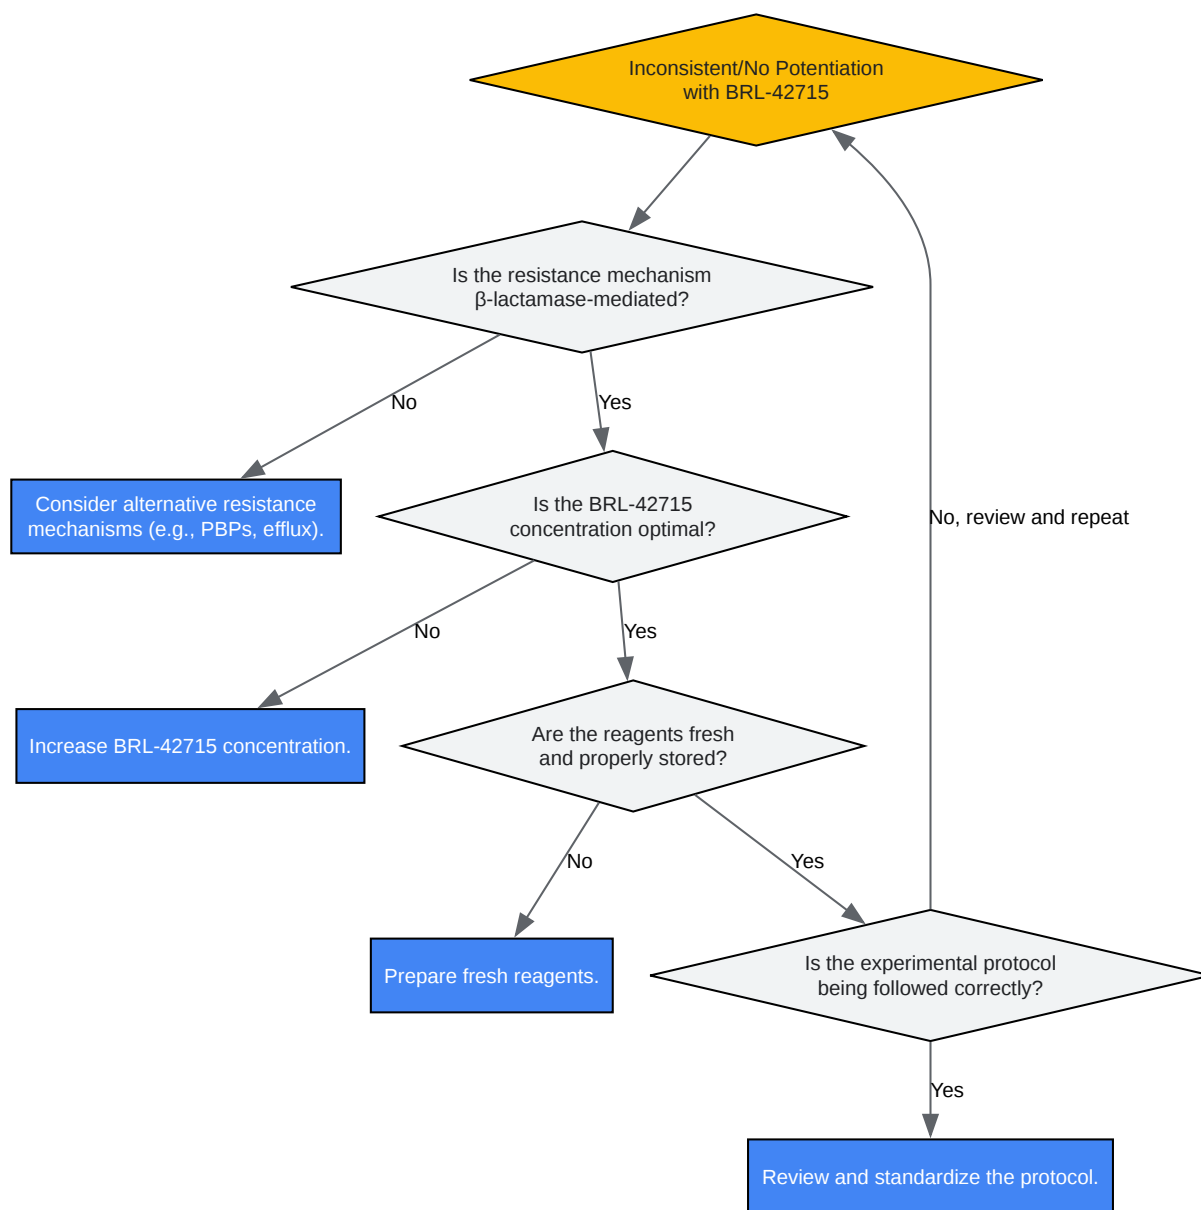 Inconsistent/No Potentiation
with BRL-42715
Is the resistance mechanism
β-lactamase-mediated?
No
Yes
Consider alternative resistance
mechanisms (e.g., PBPs, efflux).
Is the BRL-42715
concentration optimal?
No, review and repeat
No
Yes
Increase BRL-42715 concentration.
Are the reagents fresh
and properly stored?
No
Yes
Prepare fresh reagents.
Is the experimental protocol
being followed correctly?
Yes
Review and standardize the protocol.